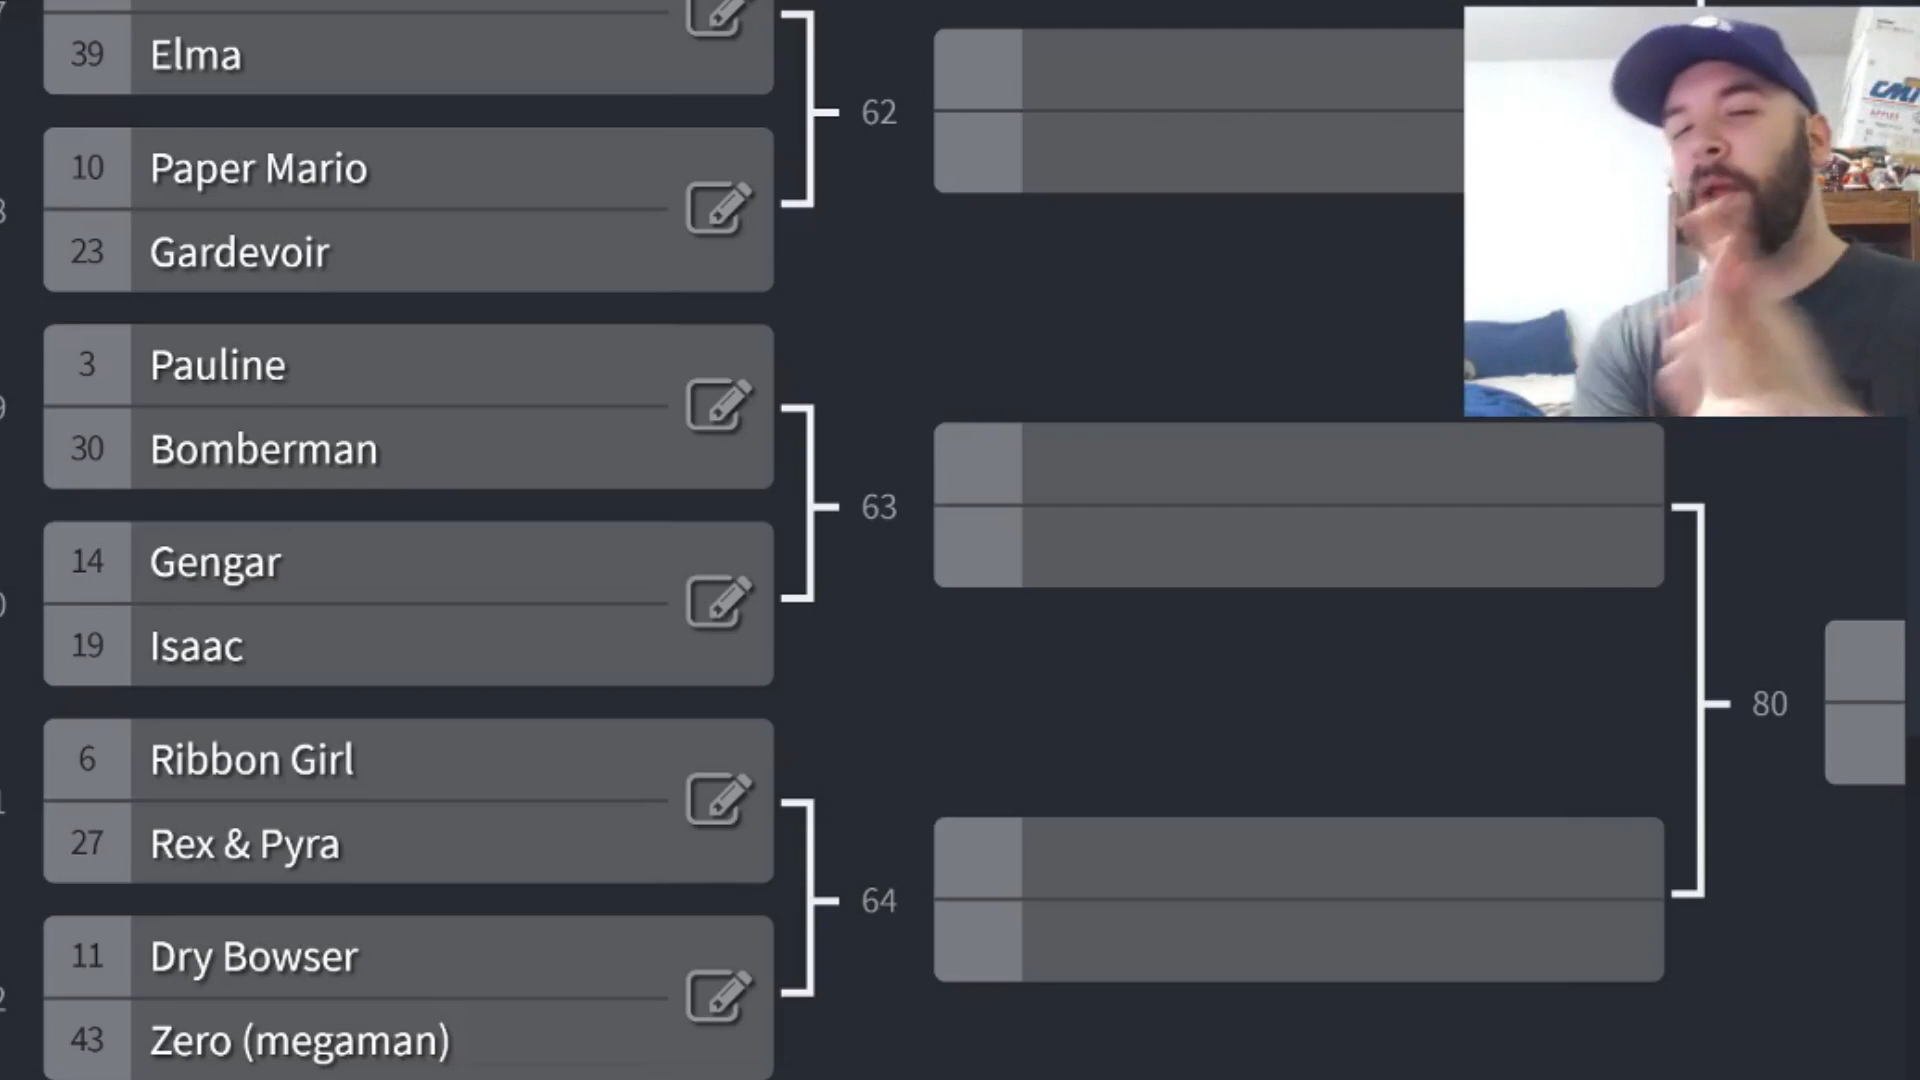 39 Elma
62
10 Paper Mario
23 Gardevoir
3 Pauline
30 Bomberman
63
14 Gengar
19 Isaac
80
6 Ribbon Girl
27 Rex & Pyra
64
11 Dry Bowser
43 Zero (megaman)
APPLES